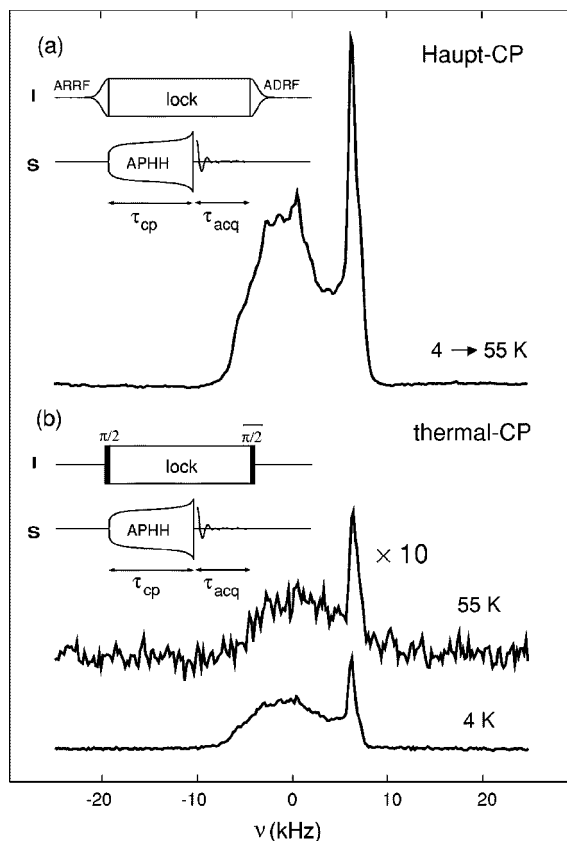 (a)
Haupt-CP
ARRF
ADRF
I
lock
S
APHH
τcp
τacq
4 → 55 K
(b)
thermal-CP
π/2
π/2
I
lock
S
APHH
τcp
τacq
× 10
55 K
4 K
-20
-10
0
10
20
ν(kHz)